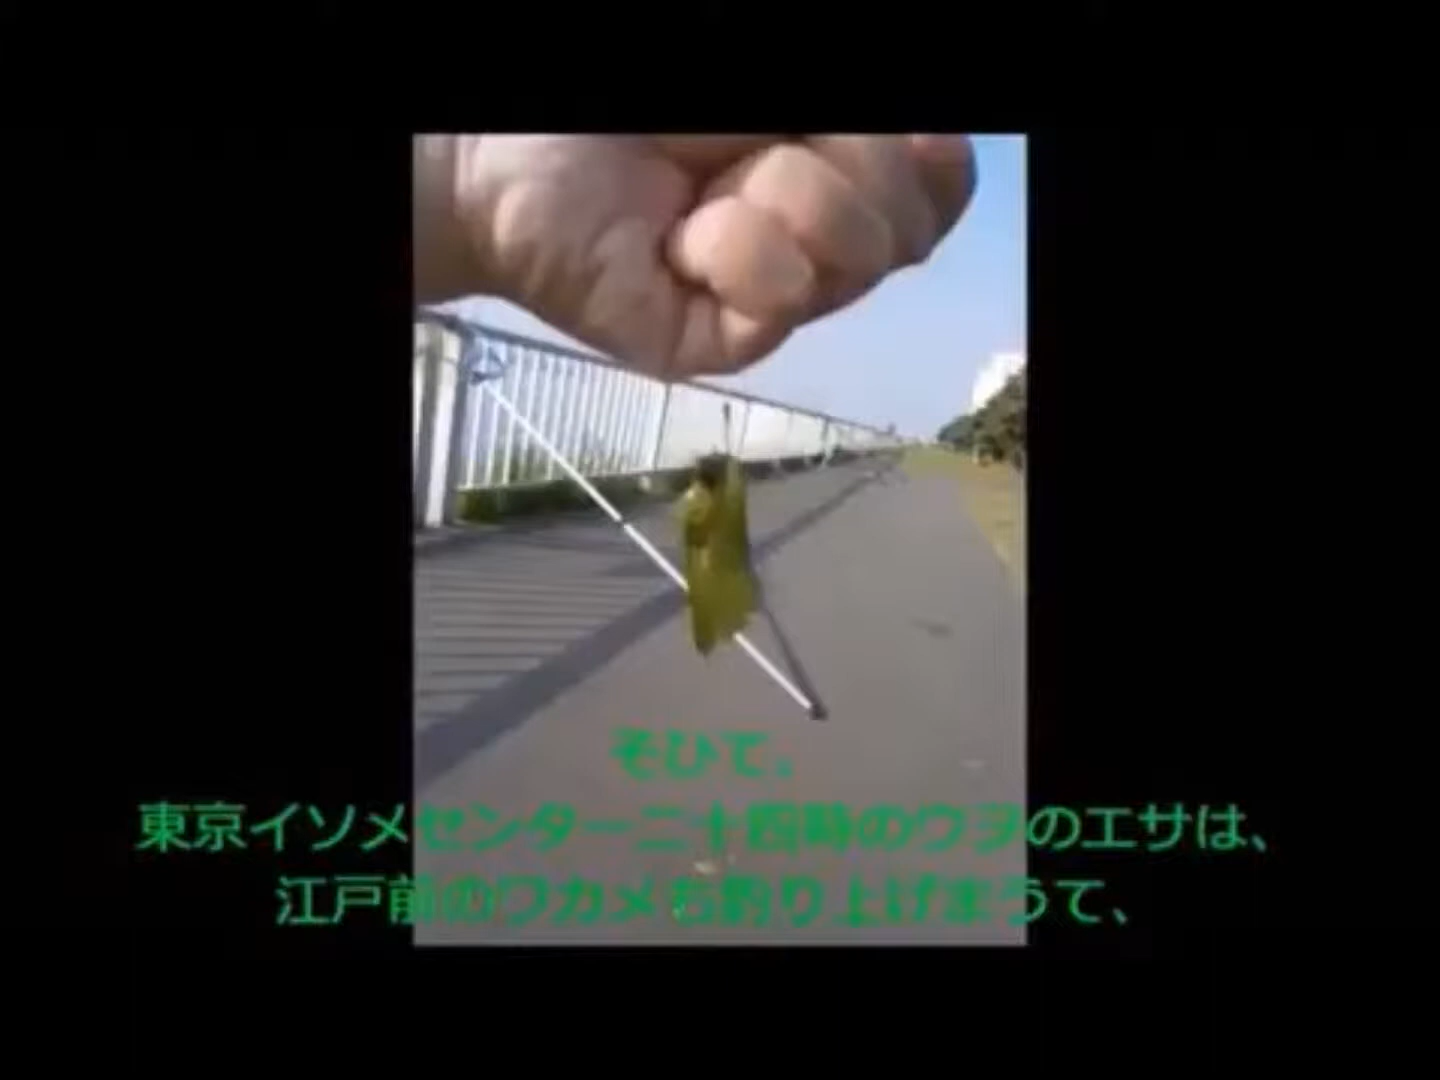 そひて、
東京イソメセンター二十四時のウヲのエサは、
江戸前のワカメお釣り上げまうて、